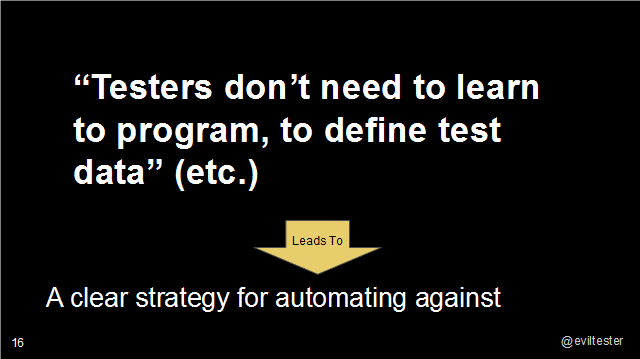 “Testers don’t need to learn
to program, to define test
data” (etc.)
Leads To
A clear strategy for automating against
16
@eviltester